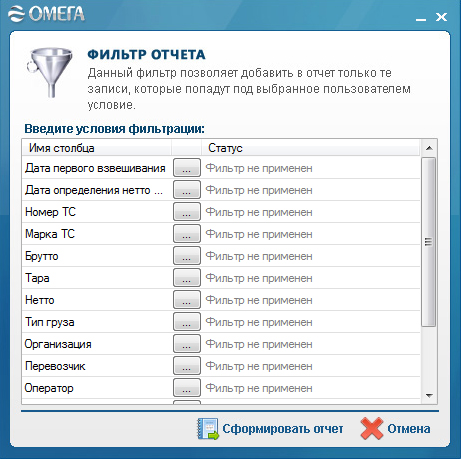 ОМЕГА
ФИЛЬТР ОТЧЕТА
Данный фильтр позволяет добавить в отчет только те
записи, которые попадут под выбранное пользователем
условие.
Введите условия фильтрации:
Имя столбца Статус
Дата первого взвешивания ... Фильтр не применен
Дата определения нетто ... ... Фильтр не применен
Номер ТС ... Фильтр не применен
Марка ТС ... Фильтр не применен
Брутто ... Фильтр не применен
Тара ... Фильтр не применен
Нетто ... Фильтр не применен
Тип груза ... Фильтр не применен
Организация ... Фильтр не применен
Перевозчик ... Фильтр не применен
Оператор ... Фильтр не применен
Сформировать отчет Отмена